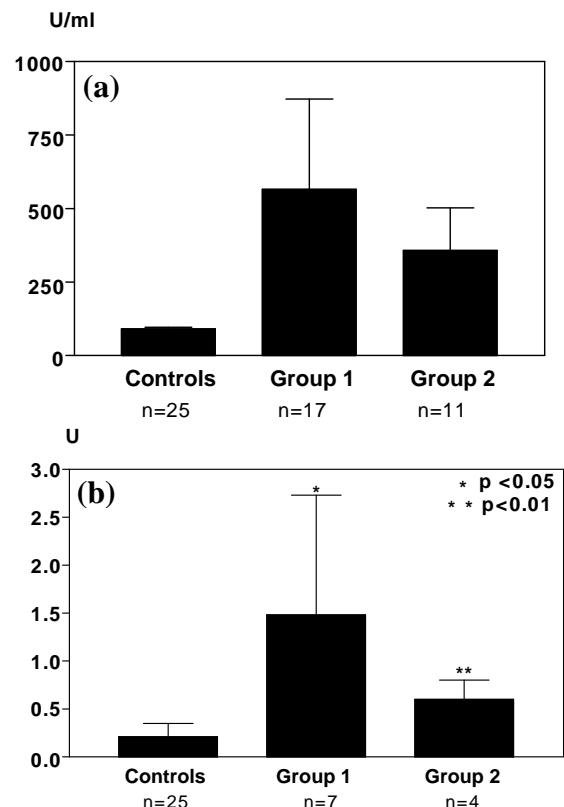 U/ml
1000
(a)
750
500
250
0
Controls Group 1 Group 2
n=25 n=17 n=11
U
3.0
(b)
* p <0.05
* * p<0.01
*
2.5
2.0
1.5
1.0
**
0.5
0.0
Controls Group 1 Group 2
n=25 n=7 n=4